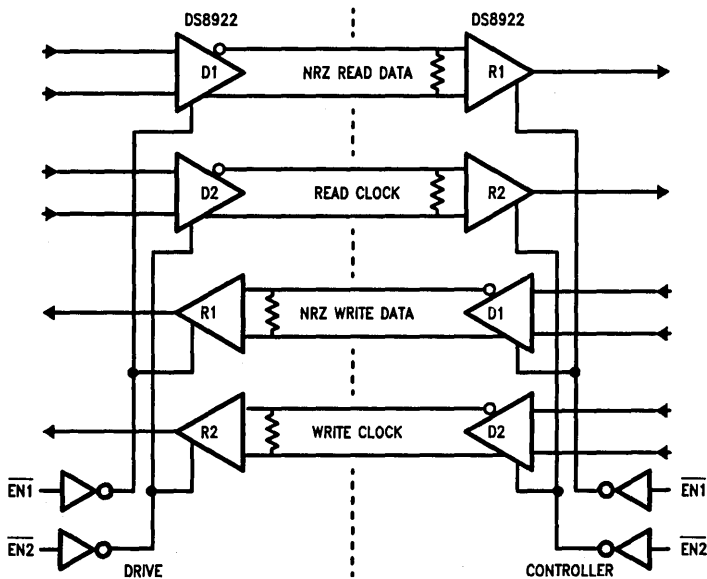 DS8922 DS8922
D1 NRZ READ DATA R1
D2 READ CLOCK R2
R1 NRZ WRITE DATA D1
R2 WRITE CLOCK D2
EN1 EN1
EN2 EN2
DRIVE CONTROLLER